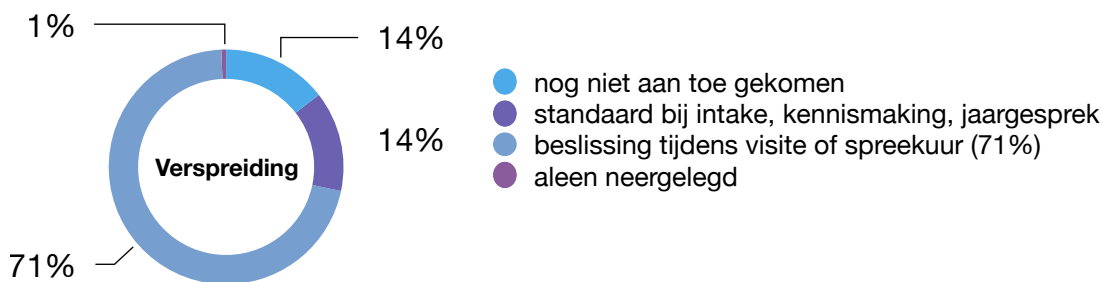 1%
14%
14%
71%
Verspreiding
nog niet aan toe gekomen
standaard bij intake, kennismaking, jaargesprek
beslissing tijdens visite of spreekuur (71%)
aleen neergelegd